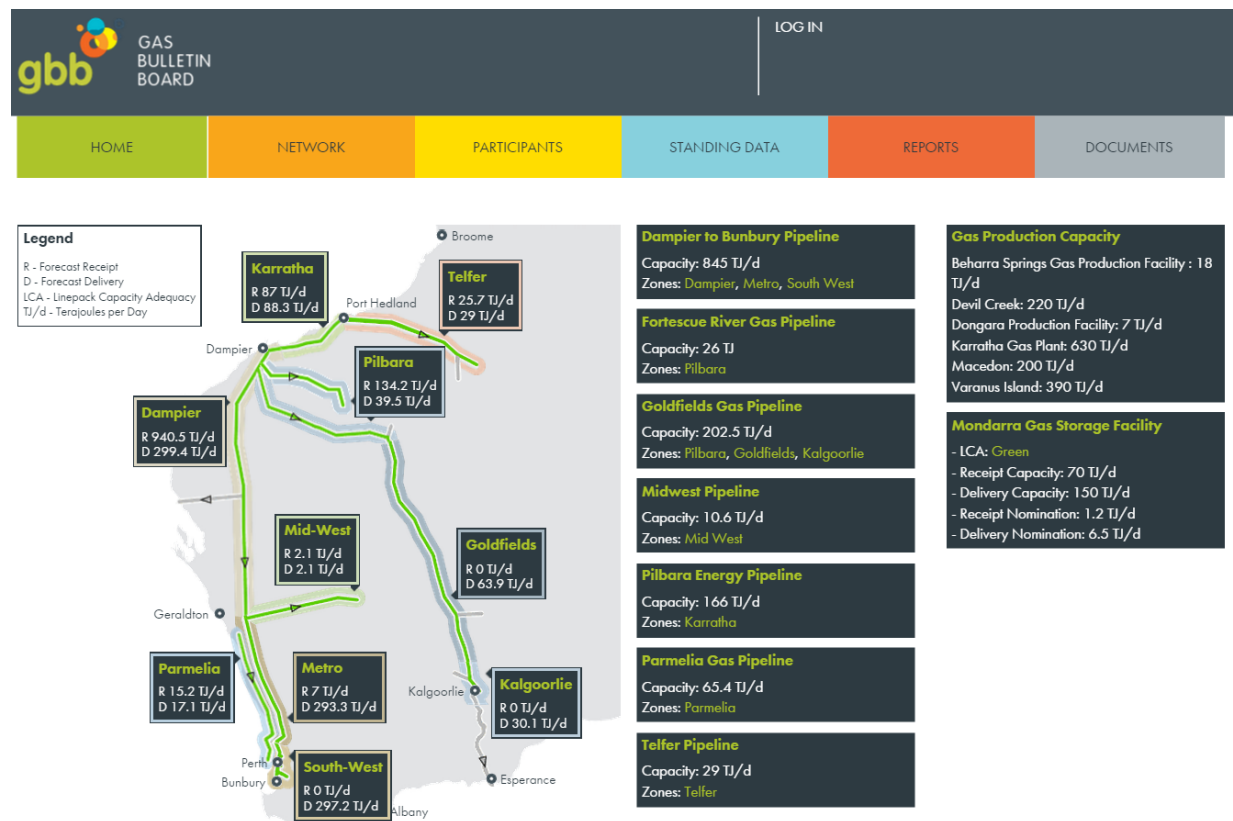 gbb
GAS
BULLETIN
BOARD
LOG IN
HOME
NETWORK
PARTICIPANTS
STANDING DATA
REPORTS
DOCUMENTS
Legend
R - Forecast Receipt
D - Forecast Delivery
LCA - Linepack Capacity Adequacy
TJ/d - Terajoules per Day
Broome
Karratha
R 87 TJ/d
D 88.3 TJ/d
Telfer
R 25.7 TJ/d
D 29 TJ/d
Port Hedland
Dampier
Pilbara
R 134.2 TJ/d
D 39.5 TJ/d
Dampier
R 940.5 TJ/d
D 299.4 TJ/d
Mid-West
R 2.1 TJ/d
D 2.1 TJ/d
Goldfields
R 0 TJ/d
D 63.9 TJ/d
Geraldton
Parmelia
R 15.2 TJ/d
D 17.1 TJ/d
Metro
R 7 TJ/d
D 293.3 TJ/d
Kalgoorlie
Kalgoorlie
R 0 TJ/d
D 30.1 TJ/d
Perth
Bunbury
South-West
R 0 TJ/d
D 297.2 TJ/d
Esperance
Albany
Dampier to Bunbury Pipeline
Capacity: 845 TJ/d
Zones: Dampier, Metro, South West
Fortescue River Gas Pipeline
Capacity: 26 TJ
Zones: Pilbara
Goldfields Gas Pipeline
Capacity: 202.5 TJ/d
Zones: Pilbara, Goldfields, Kalgoorlie
Midwest Pipeline
Capacity: 10.6 TJ/d
Zones: Mid West
Pilbara Energy Pipeline
Capacity: 166 TJ/d
Zones: Karratha
Parmelia Gas Pipeline
Capacity: 65.4 TJ/d
Zones: Parmelia
Telfer Pipeline
Capacity: 29 TJ/d
Zones: Telfer
Gas Production Capacity
Beharra Springs Gas Production Facility : 18
TJ/d
Devil Creek: 220 TJ/d
Dongara Production Facility: 7 TJ/d
Karratha Gas Plant: 630 TJ/d
Macedon: 200 TJ/d
Varanus Island: 390 TJ/d
Mondarra Gas Storage Facility
- LCA: Green
- Receipt Capacity: 70 TJ/d
- Delivery Capacity: 150 TJ/d
- Receipt Nomination: 1.2 TJ/d
- Delivery Nomination: 6.5 TJ/d